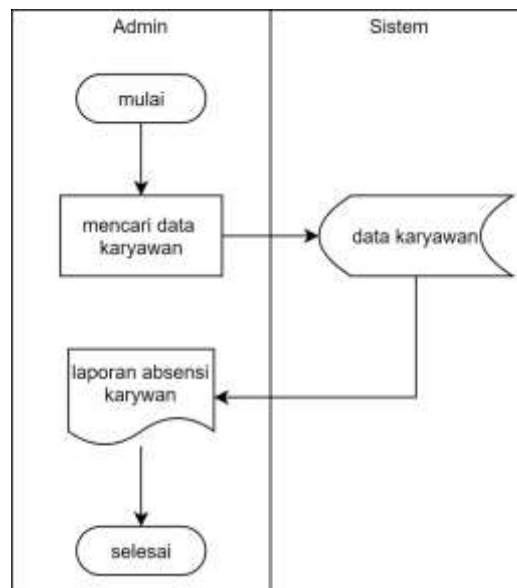 Admin
Sistem
mulai
mencari data
karyawan
data karyawan
laporan absensi
karywan
selesai